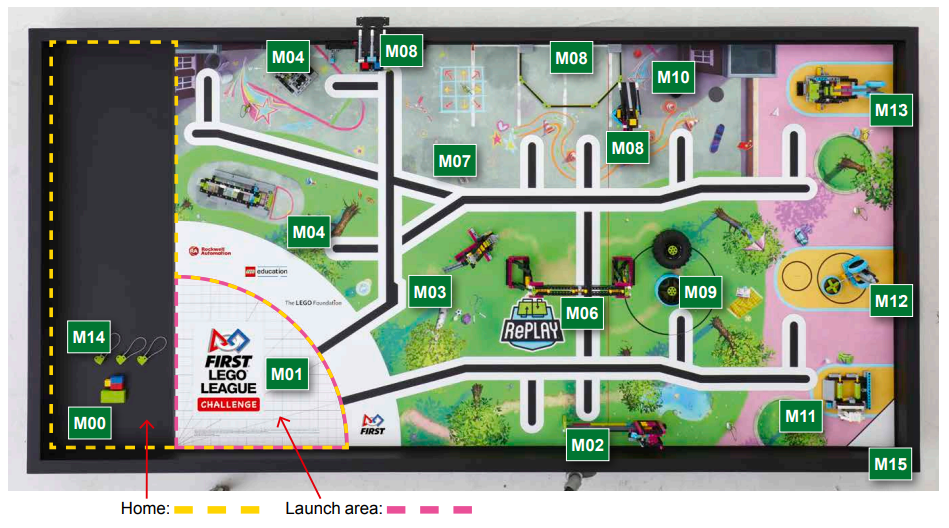 M04
M08
M08
M10
M13
M07
M08
M04
Rockwell
Automation
LEGO education
The LEGO Foundation
M03
M09
M12
M06
RePLAY
M14
FIRST
LEGO
LEAGUE
CHALLENGE
M01
M00
FIRST
M02
M11
M15
Home:
Launch area: